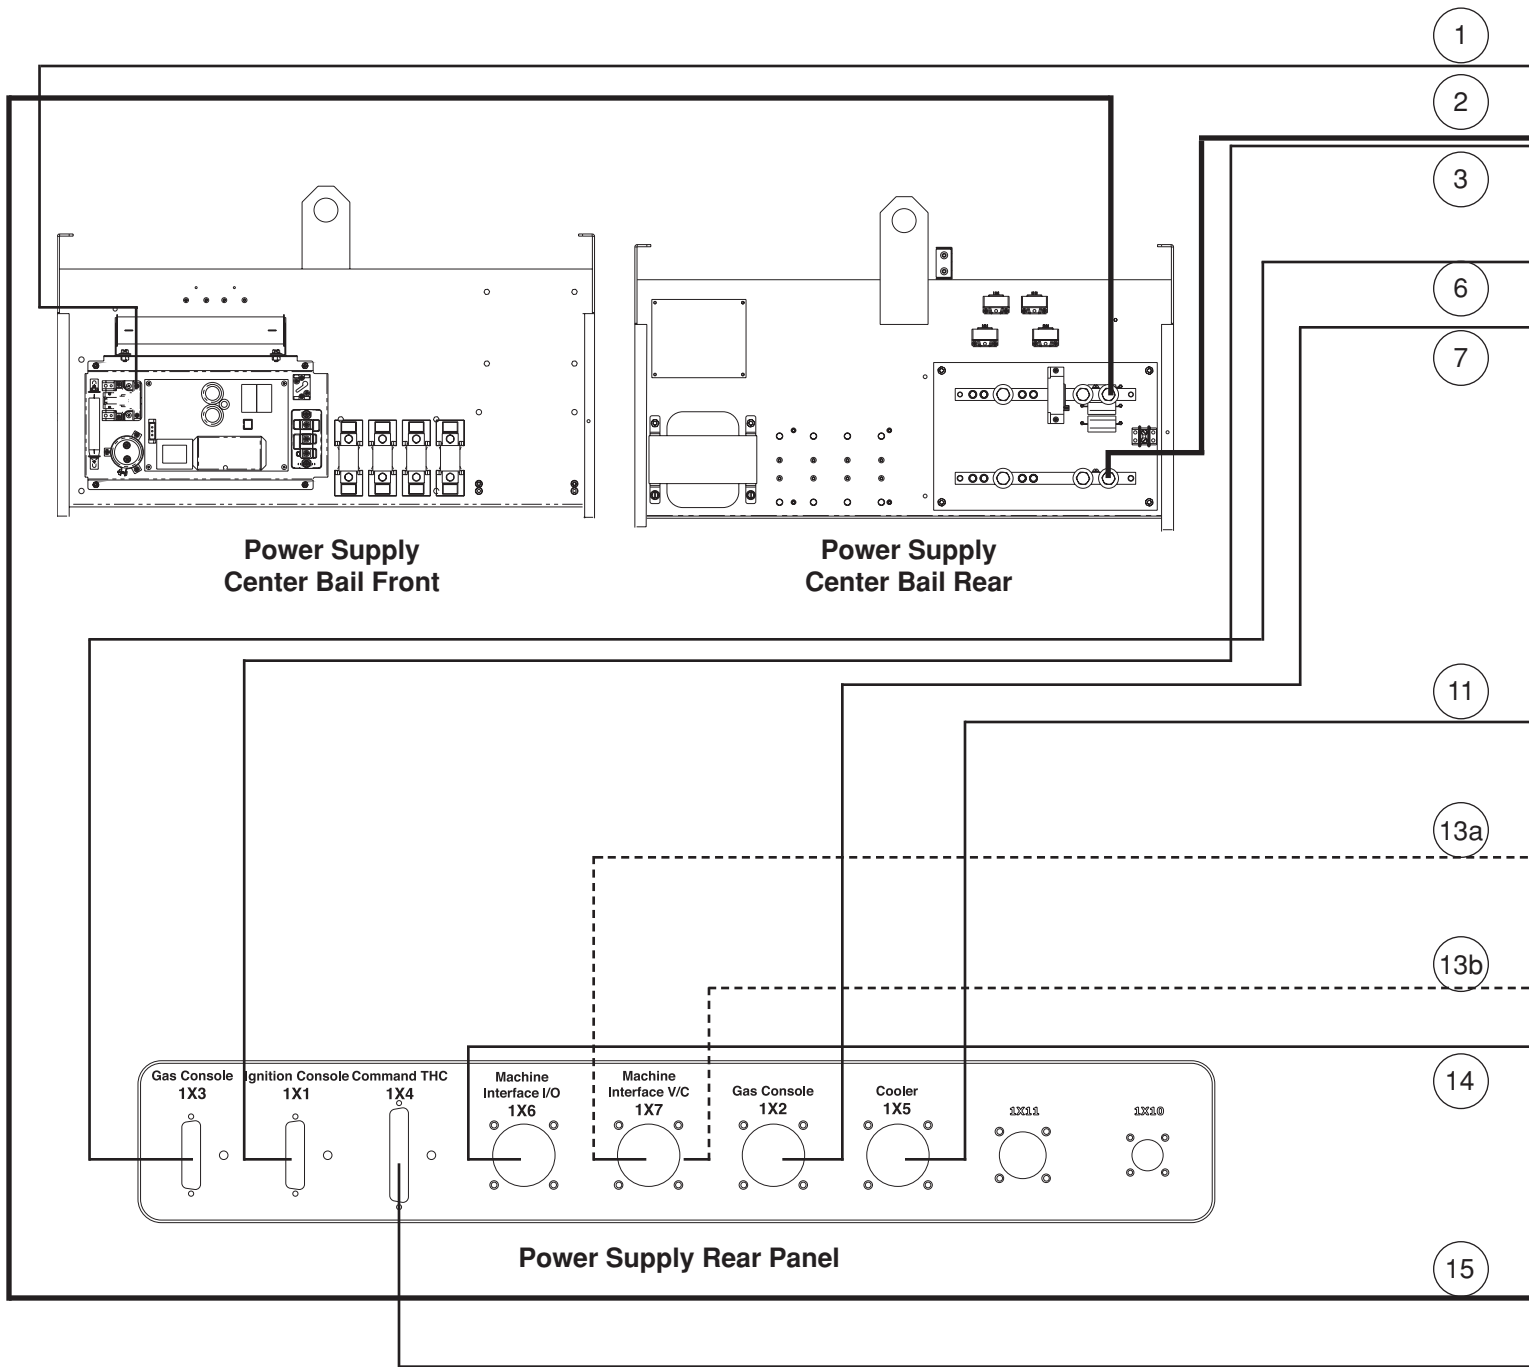 1
2
3
6
7
Power Supply
Center Bail Front
Power Supply
Center Bail Rear
11
13a
13b
14
Gas Console
1X3
Ignition Console
1X1
Command THC
1X4
Machine
Interface I/O
1X6
Machine
Interface V/C
1X7
Gas Console
1X2
Cooler
1X5
1X11
1X10
Power Supply Rear Panel
15